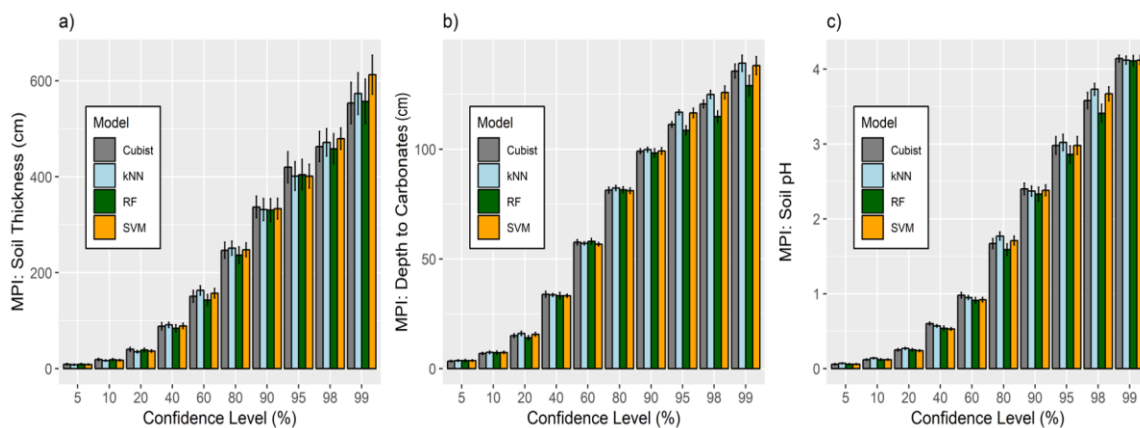 a)
MPI: Soil Thickness (cm)
600
400
200
0
Model
Cubist
kNN
RF
SVM
5 10 20 40 60 80 90 95 98 99
Confidence Level (%)
b)
MPI: Depth to Carbonates (cm)
100
50
0
Model
Cubist
kNN
RF
SVM
5 10 20 40 60 80 90 95 98 99
Confidence Level (%)
c)
MPI: Soil pH
4
3
2
1
0
Model
Cubist
kNN
RF
SVM
5 10 20 40 60 80 90 95 98 99
Confidence Level (%)